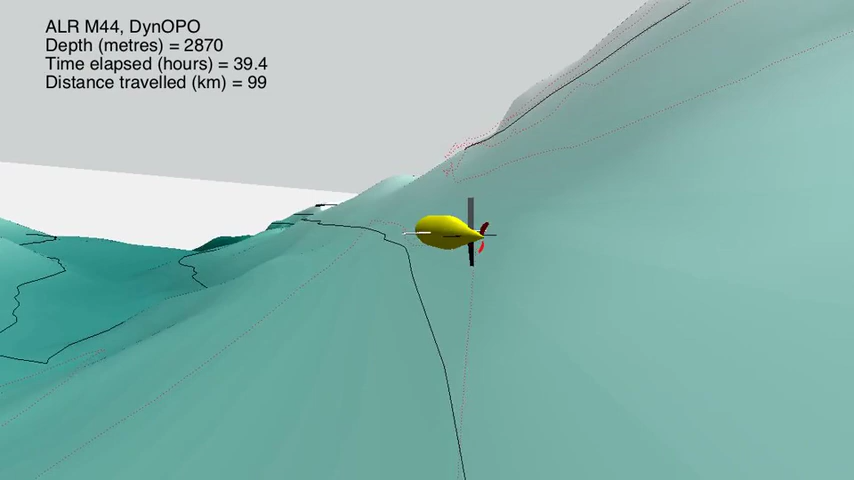 ALR M44, DynOPO
Depth (metres) = 2870
Time elapsed (hours) = 39.4
Distance travelled (km) = 99